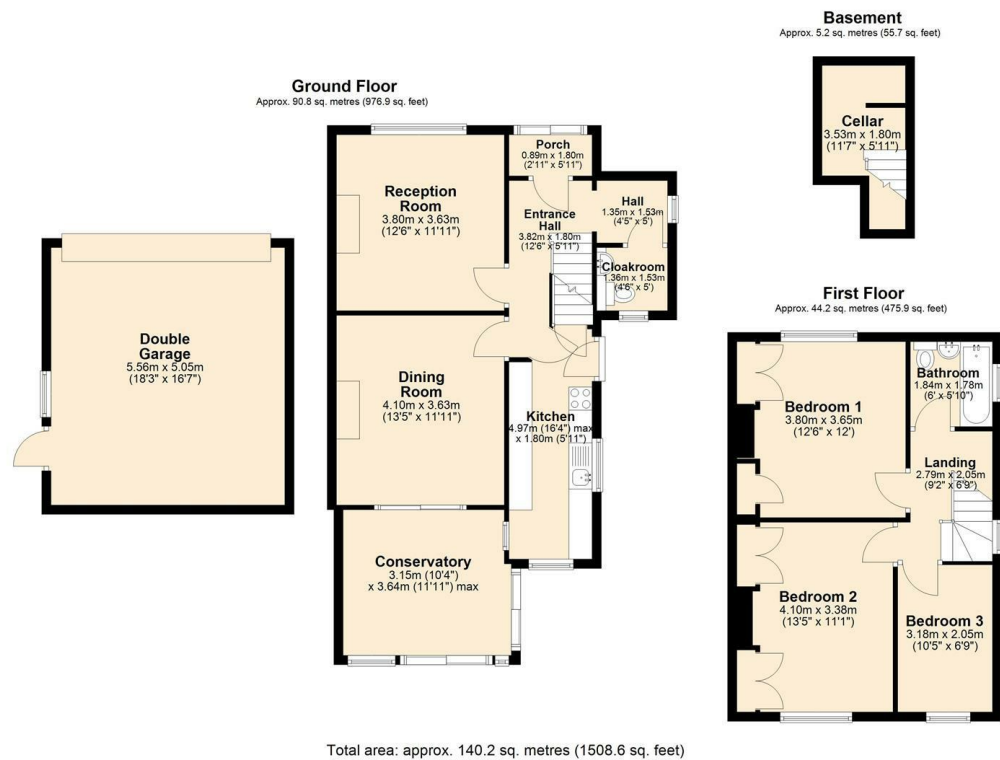 Basement
Approx. 5.2 sq. metres (55.7 sq. feet)
Cellar
3.53m x 1.80m
(11'7" x 5'11")
Ground Floor
Approx. 90.8 sq. metres (976.9 sq. feet)
Porch
0.89m x 1.80m
(2'11" x 5'11")
Reception
Room
3.80m x 3.63m
(12'6" x 11'11")
Entrance
Hall
3.82m x 1.80m
(12'6" x 5'11")
Hall
1.35m x 1.53m
(4'5" x 5')
Cloakroom
1.36m x 1.53m
(4'6" x 5')
Double
Garage
5.56m x 5.05m
(18'3" x 16'7")
Dining
Room
4.10m x 3.63m
(13'5" x 11'11")
Kitchen
4.97m (16'4") max
x 1.80m (5'11")
Conservatory
3.15m (10'4")
x 3.64m (11'11") max
First Floor
Approx. 44.2 sq. metres (475.9 sq. feet)
Bathroom
1.84m x 1.78m
(6' x 5'10")
Bedroom 1
3.80m x 3.65m
(12'6" x 12')
Landing
2.79m x 2.05m
(9'2" x 6'9")
Bedroom 2
4.10m x 3.38m
(13'5" x 11'1")
Bedroom 3
3.18m x 2.05m
(10'5" x 6'9")
Total area: approx. 140.2 sq. metres (1508.6 sq. feet)